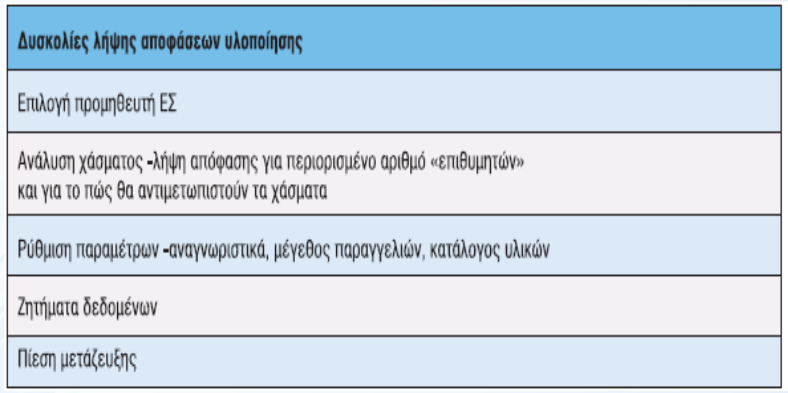 Δυσκολίες λήψης αποφάσεων υλοποίησης
Επιλογή προμηθευτή ΕΣ
Ανάλυση χάσματος -λήψη απόφασης για περιορισμένο αριθμό «επιθυμητών»
και για το πώς θα αντιμετωπιστούν τα χάσματα
Ρύθμιση παραμέτρων -αναγνωριστικά, μέγεθος παραγγελιών, κατάλογος υλικών
Ζητήματα δεδομένων
Πίεση μετάζευξης